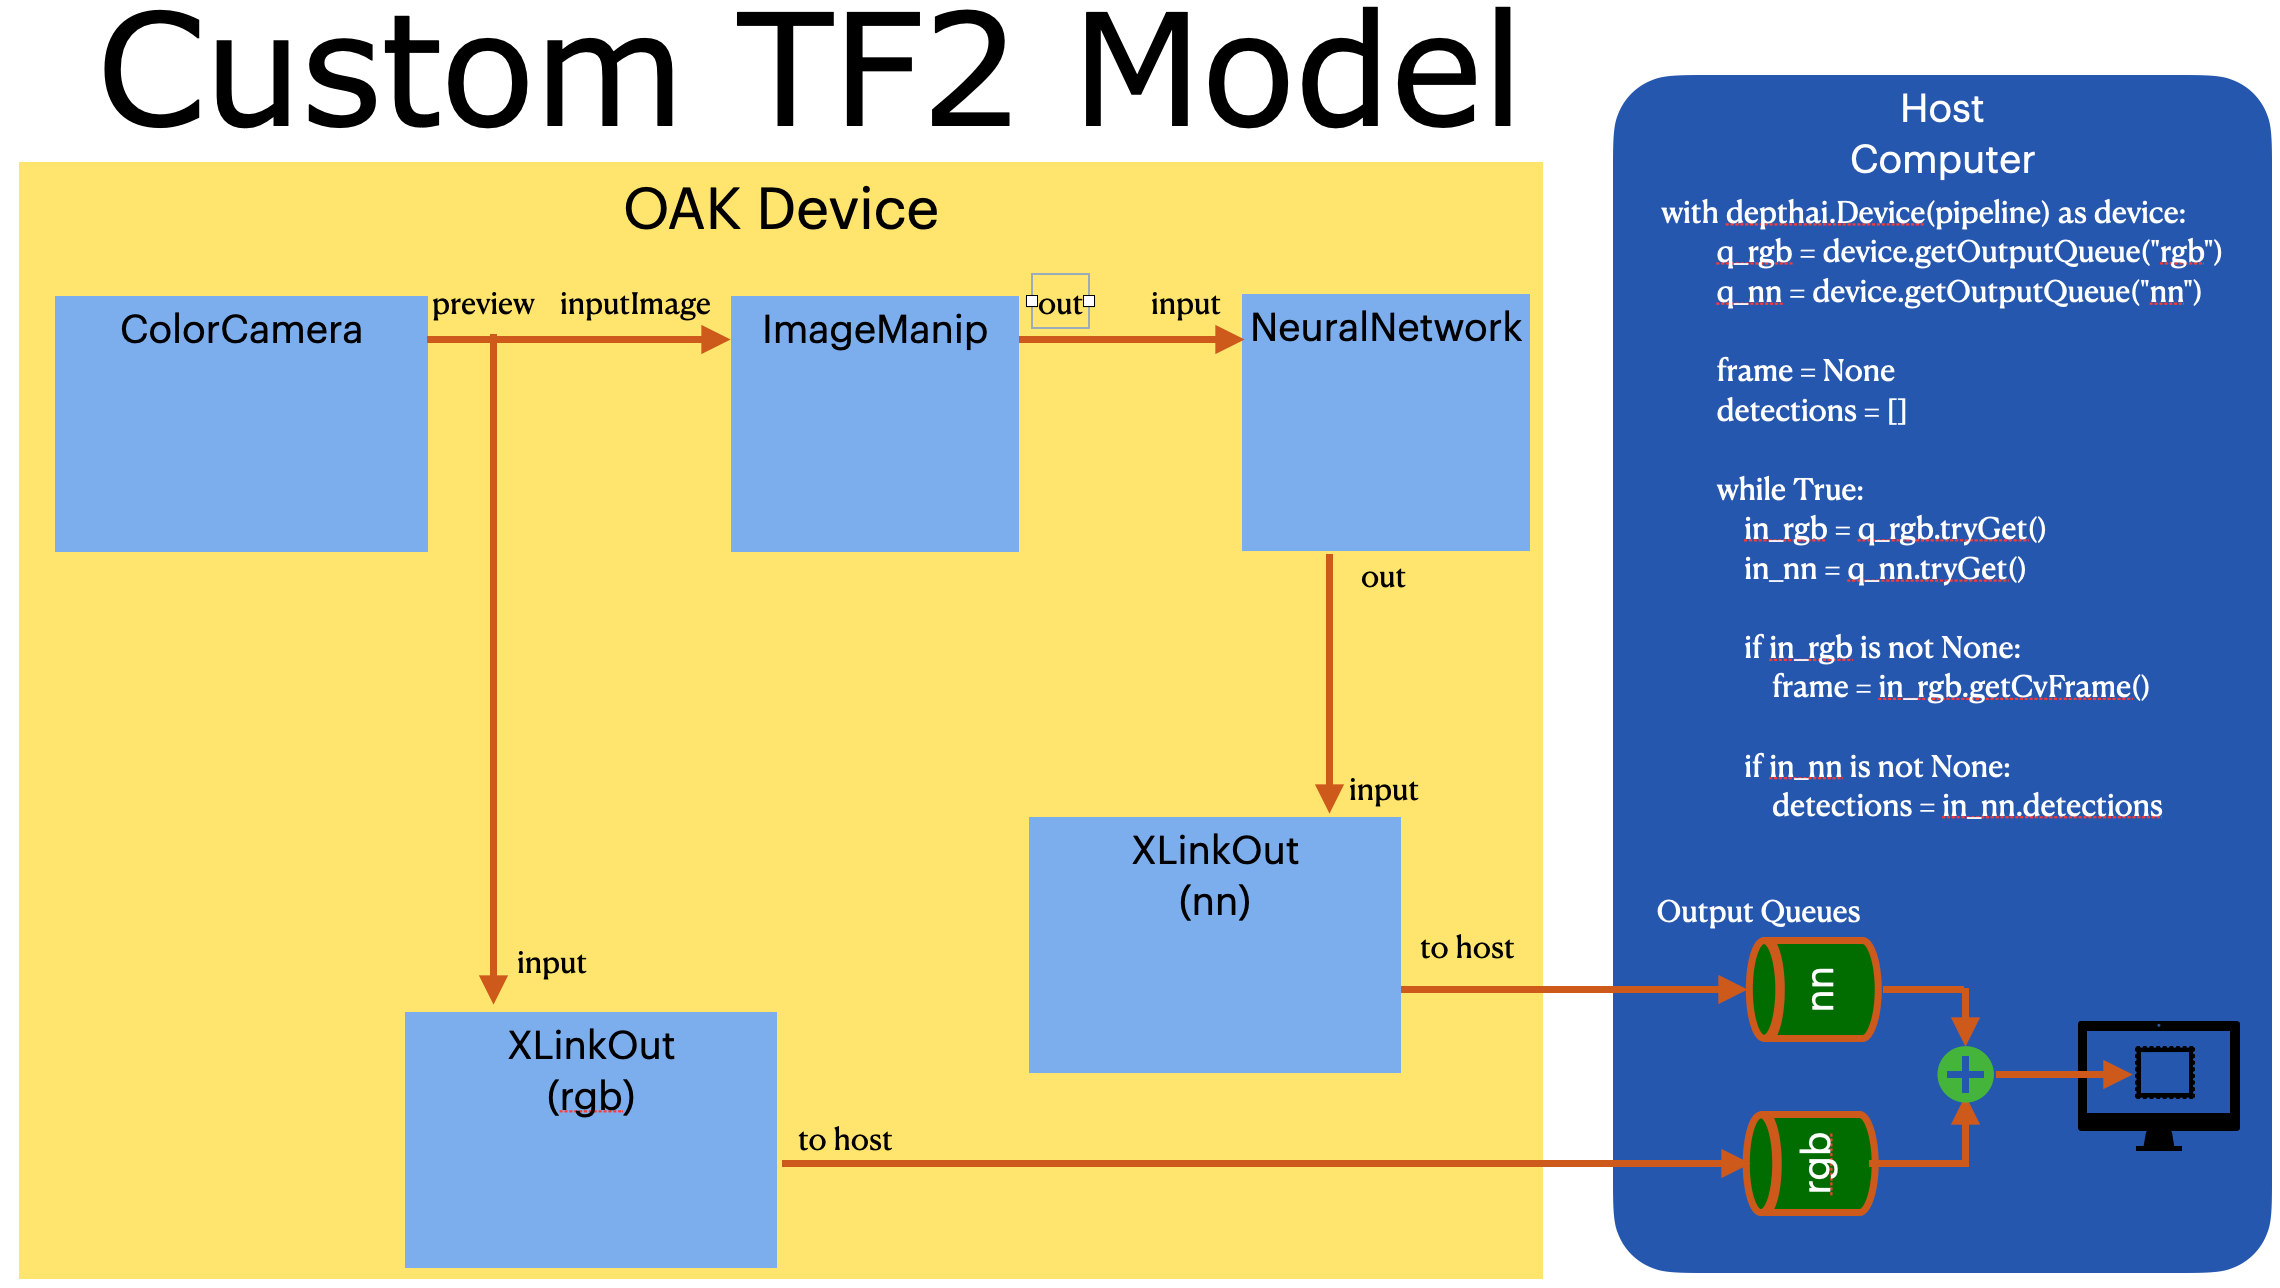 Custom TF2 Model
OAK Device
ColorCamera
preview
inputImage
ImageManip
out
input
NeuralNetwork
out
input
XLinkOut
(nn)
to host
input
XLinkOut
(rgb)
to host
Host
Computer
with depthai.Device(pipeline) as device:
q_rgb = device.getOutputQueue("rgb")
q_nn = device.getOutputQueue("nn")
frame = None
detections = []
while True:
in_rgb = q_rgb.tryGet()
in_nn = q_nn.tryGet()
if in_rgb is not None:
frame = in_rgb.getCvFrame()
if in_nn is not None:
detections = in_nn.detections
Output Queues
nn
rgb